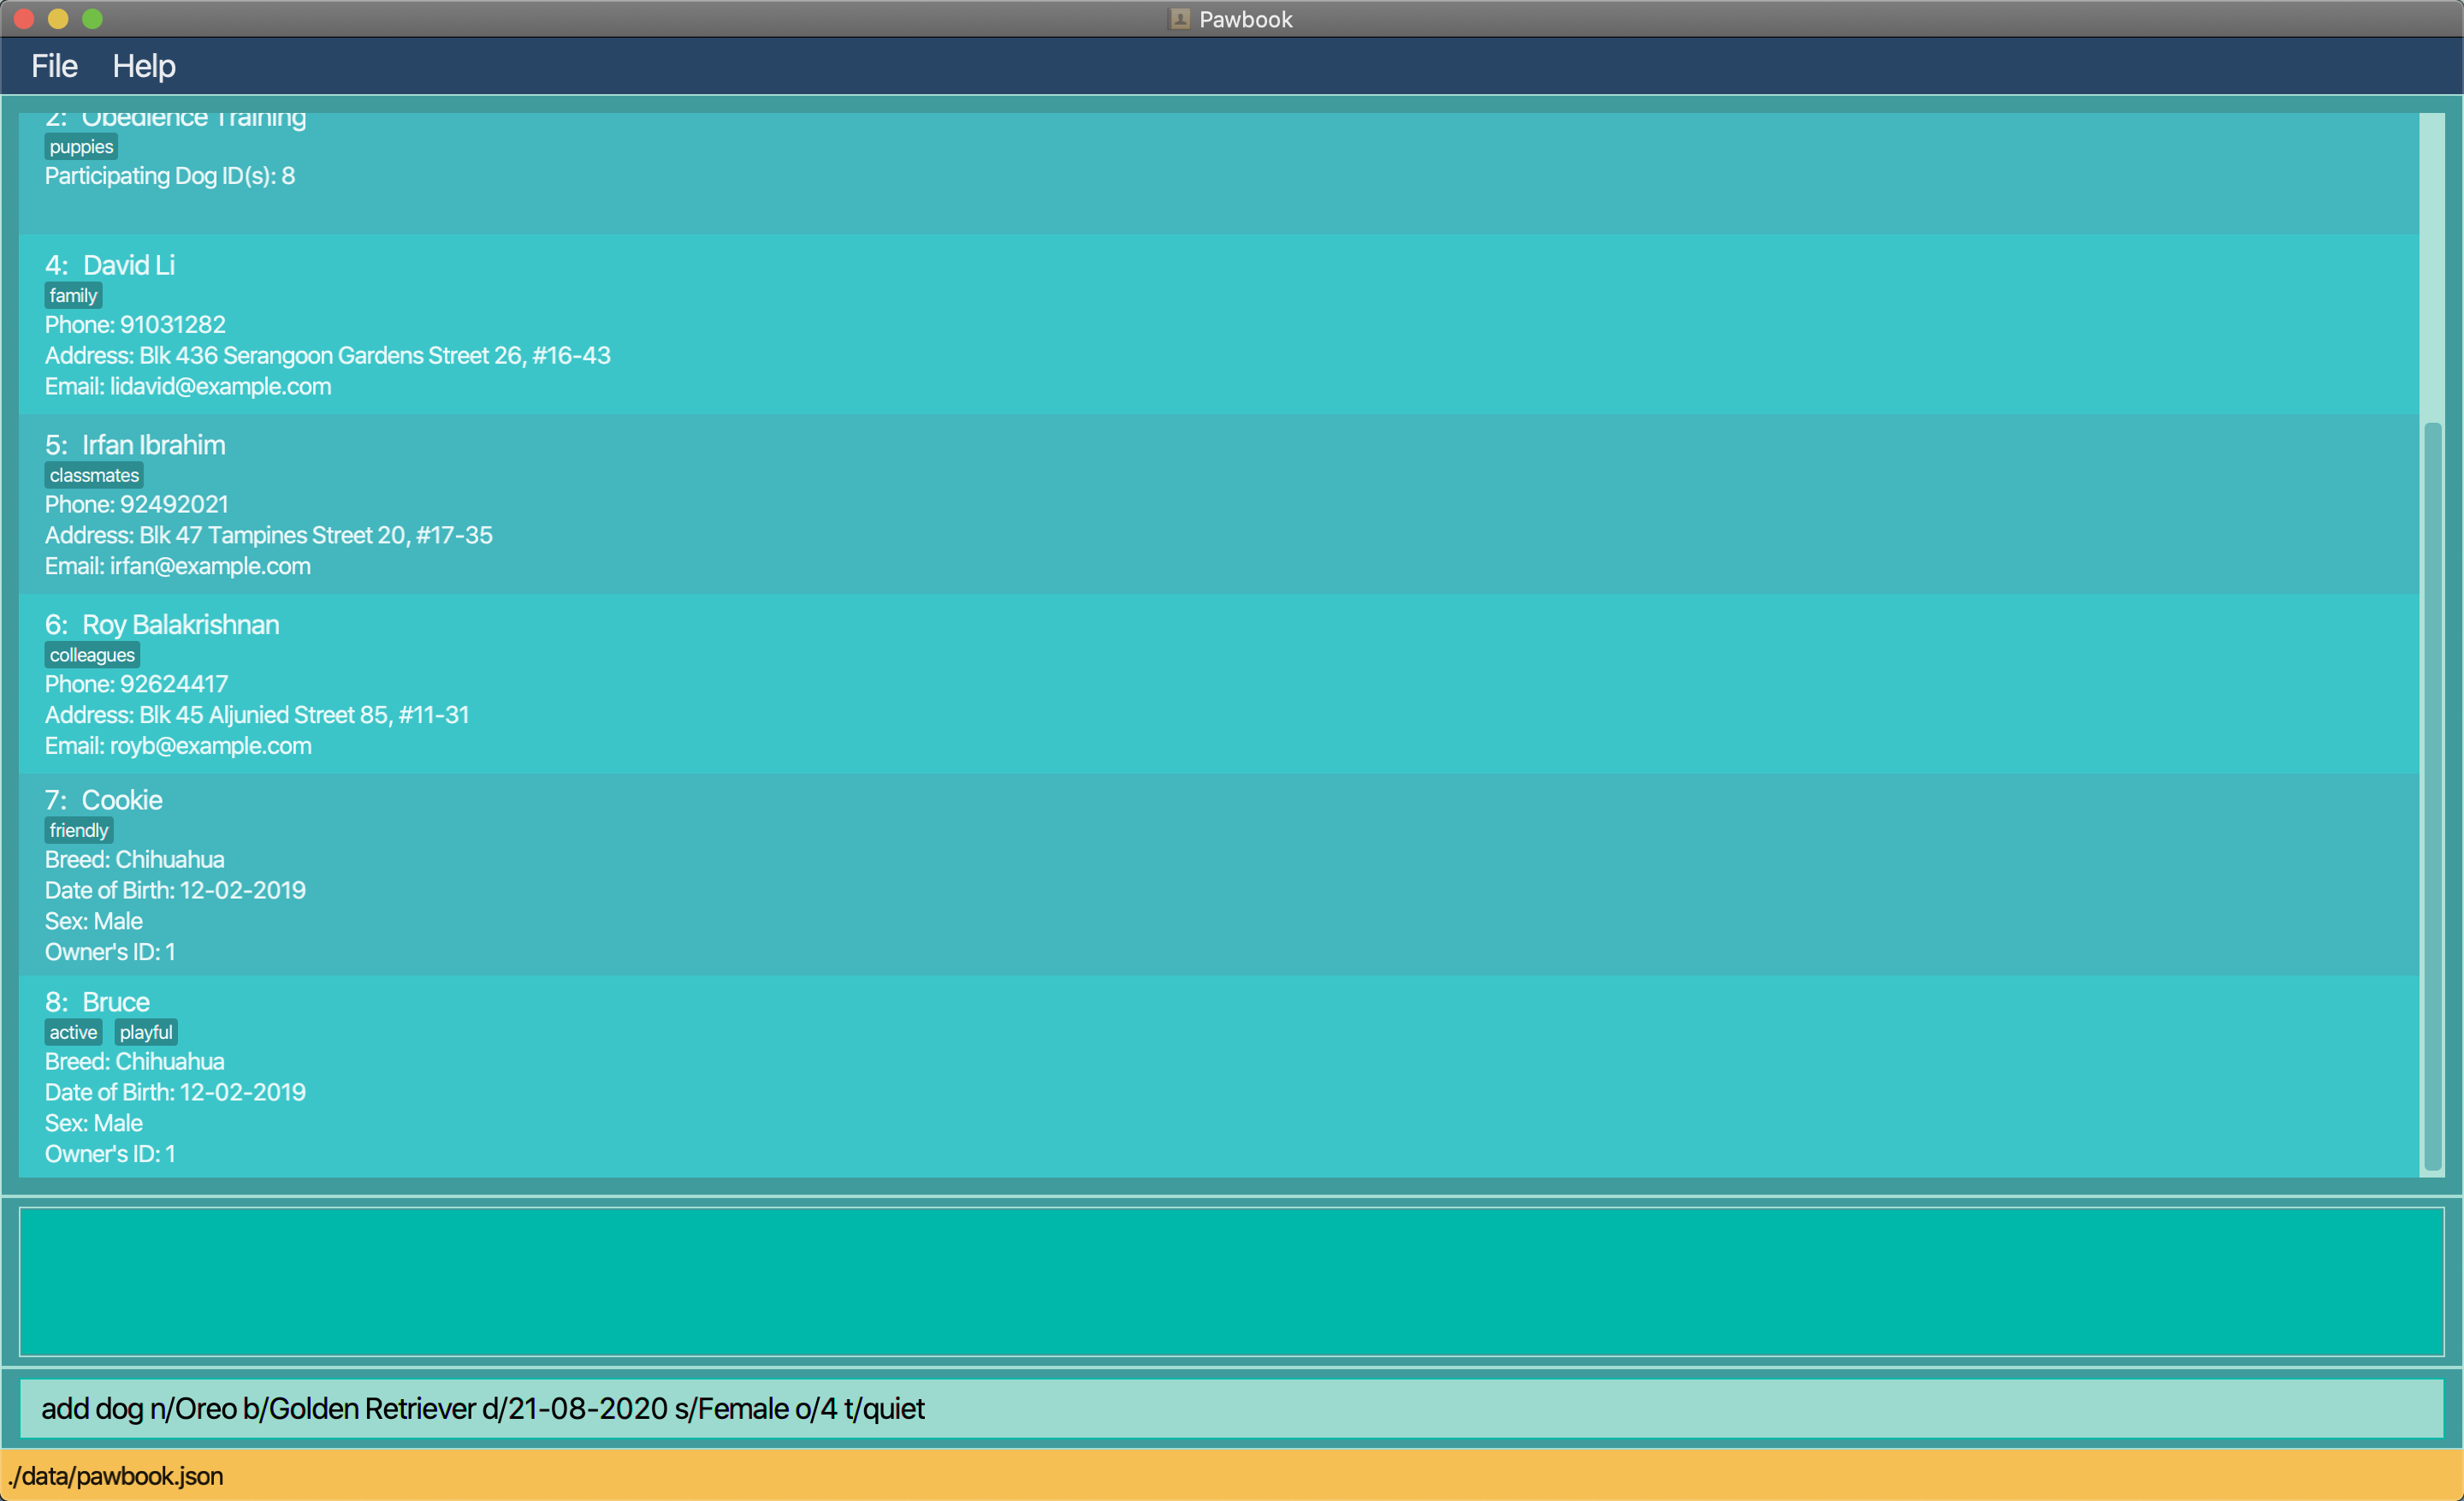 Pawbook
File Help
2: Obedience Training
puppies
Participating Dog ID(s): 8
4: David Li
family
Phone: 91031282
Address: Blk 436 Serangoon Gardens Street 26, #16-43
Email: lidavid@example.com
5: Irfan Ibrahim
classmates
Phone: 92492021
Address: Blk 47 Tampines Street 20, #17-35
Email: irfan@example.com
6: Roy Balakrishnan
colleagues
Phone: 92624417
Address: Blk 45 Aljunied Street 85, #11-31
Email: royb@example.com
7: Cookie
friendly
Breed: Chihuahua
Date of Birth: 12-02-2019
Sex: Male
Owner's ID: 1
8: Bruce
active playful
Breed: Chihuahua
Date of Birth: 12-02-2019
Sex: Male
Owner's ID: 1
add dog n/Oreo b/Golden Retriever d/21-08-2020 s/Female o/4 t/quiet
./data/pawbook.json